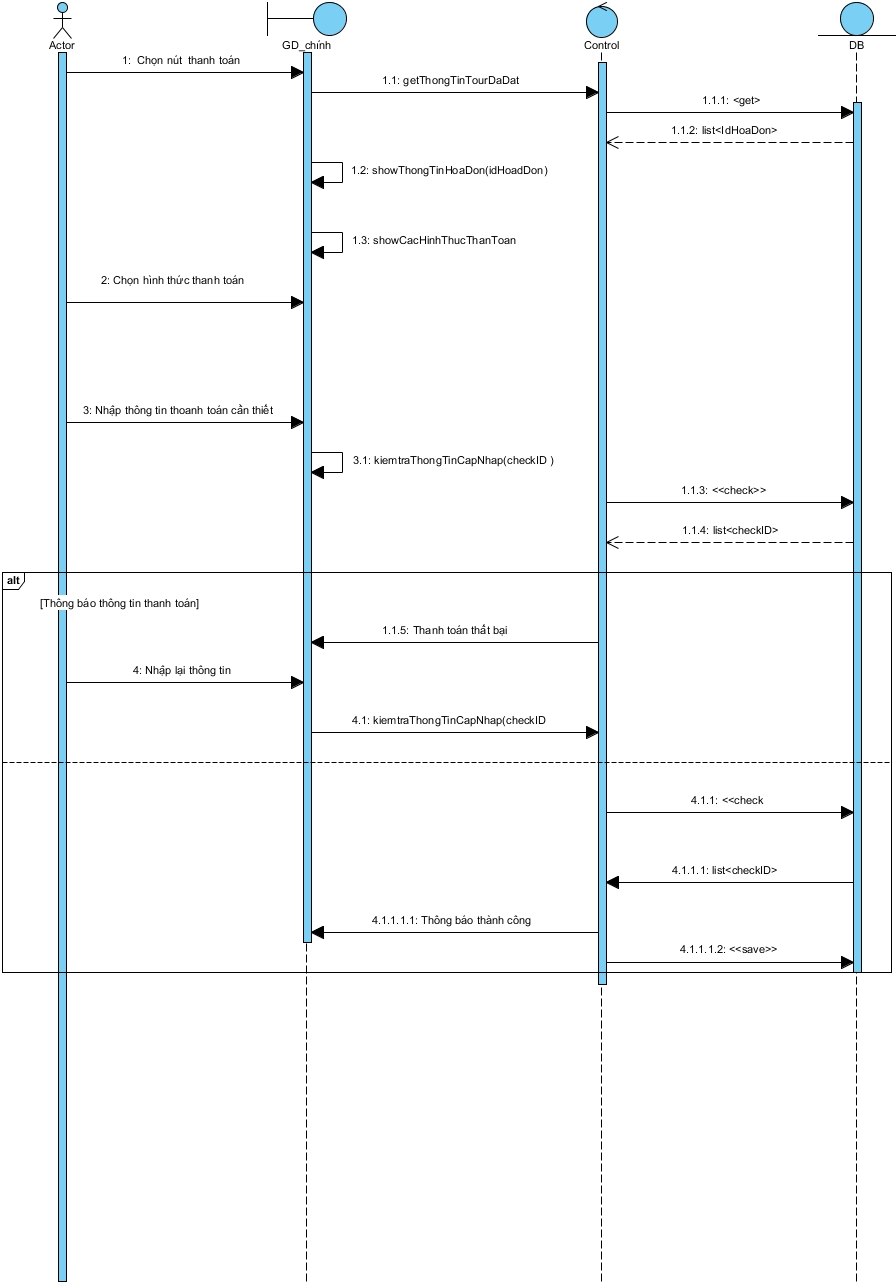 Actor
GD_chính
Control
DB
1: Chọn nút thanh toán
1.1: getThongTinTourDaDat
1.1.1: <get>
1.1.2: list<IdHoaDon>
1.2: showThongTinHoaDon(idHoadDon)
1.3: showCacHinhThucThanToan
2: Chọn hình thức thanh toán
3: Nhập thông tin thoanh toán cần thiết
3.1: kiemtraThongTinCapNhap(checkID )
1.1.3: <<check>>
1.1.4: list<checkID>
alt
[Thông báo thông tin thanh toán]
1.1.5: Thanh toán thất bại
4: Nhập lại thông tin
4.1: kiemtraThongTinCapNhap(checkID
4.1.1: <<check
4.1.1.1: list<checkID>
4.1.1.1.1: Thông báo thành công
4.1.1.1.2: <<save>>